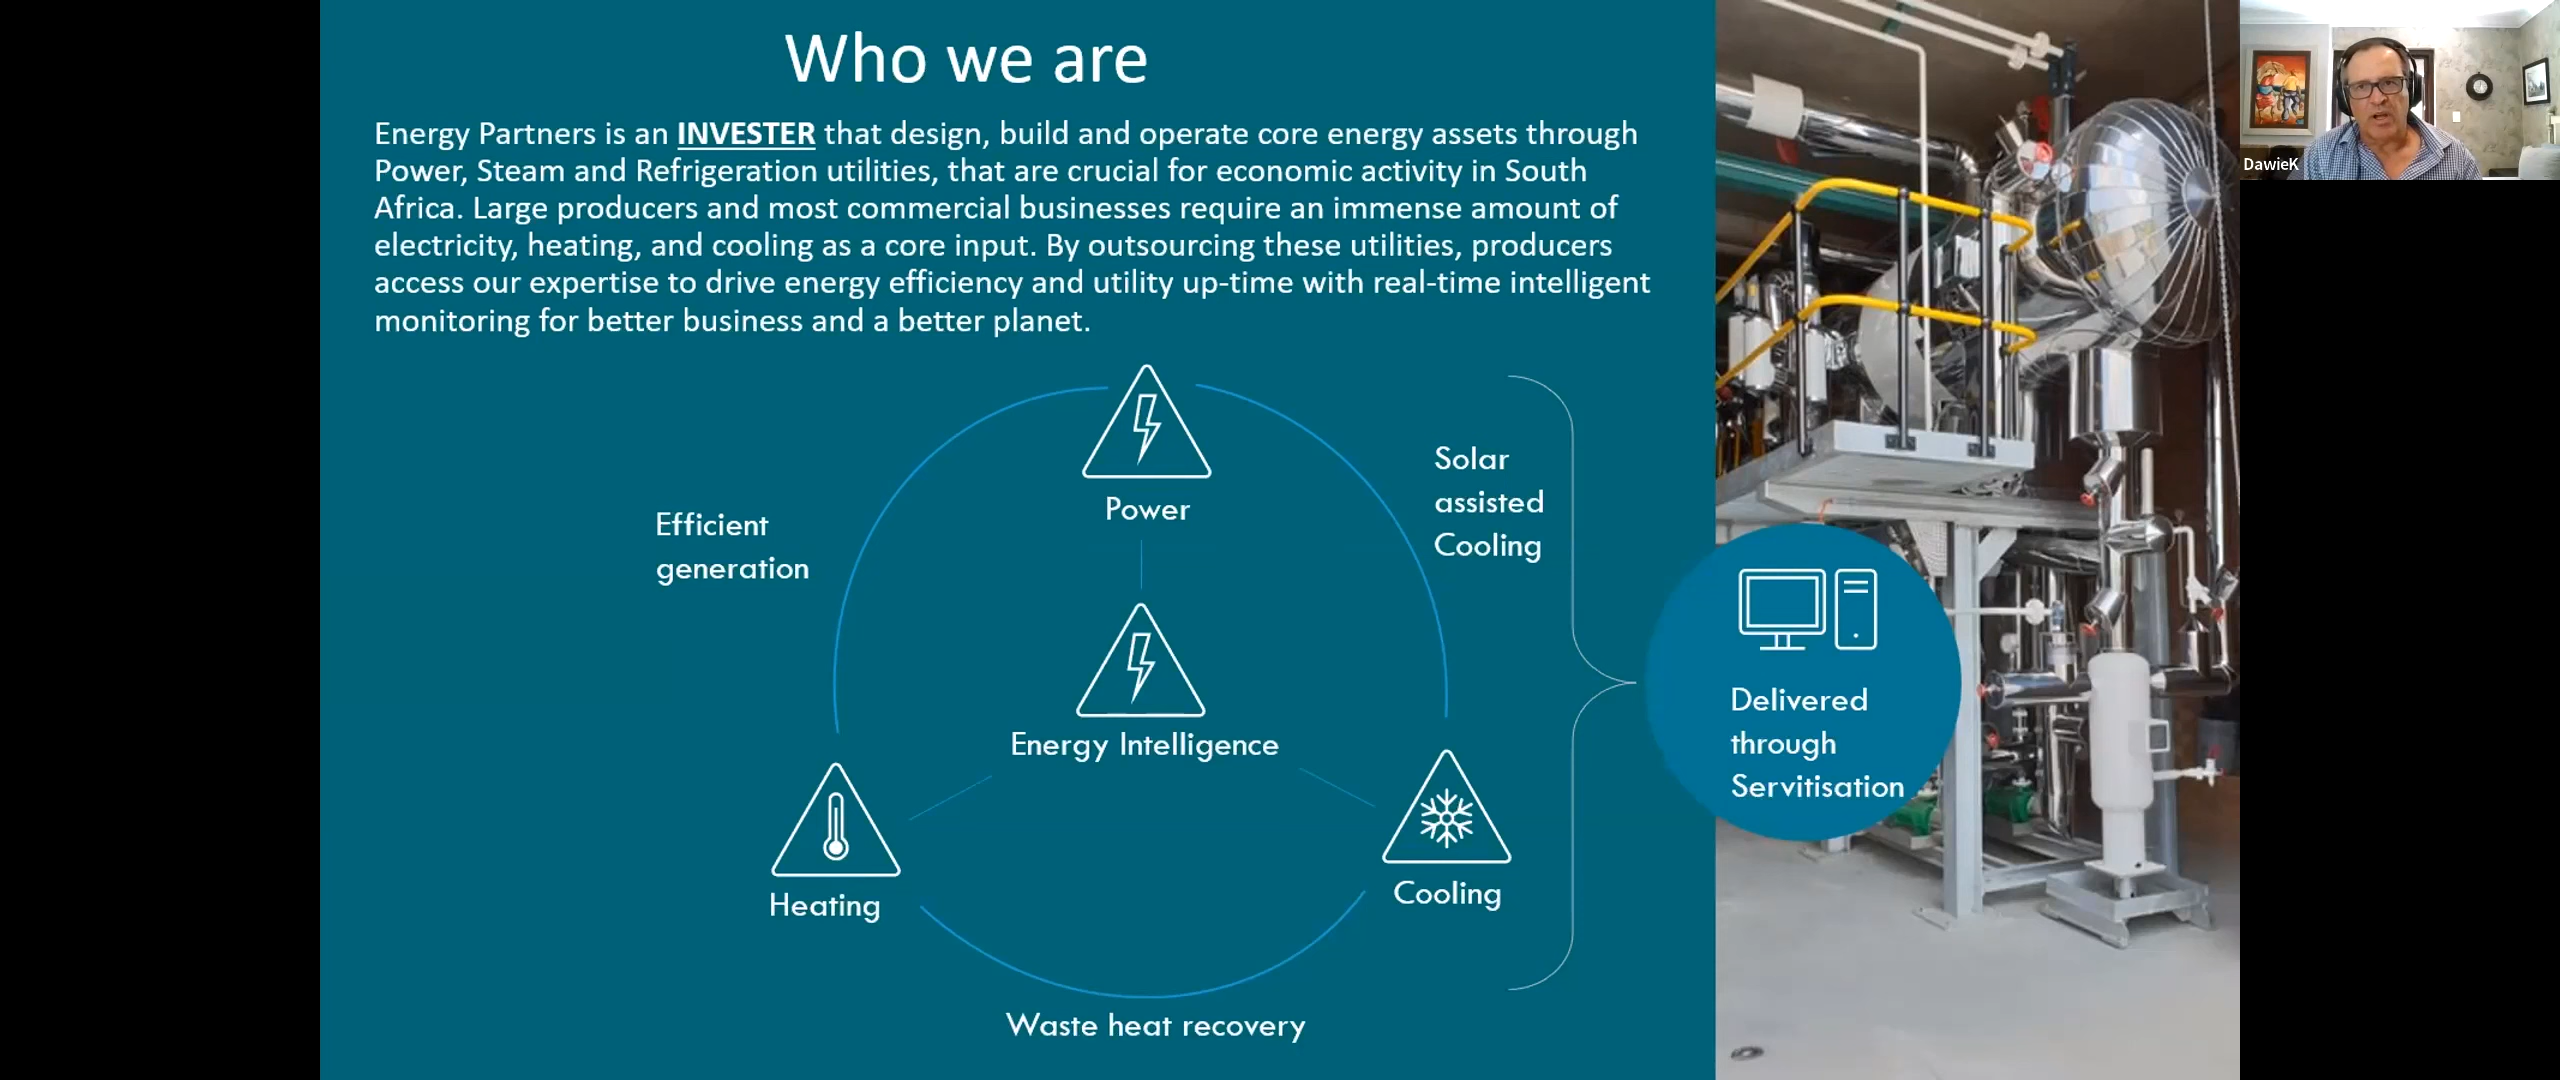 Who we are
Energy Partners is an INVESTER that design, build and operate core energy assets through
Power, Steam and Refrigeration utilities, that are crucial for economic activity in South
Africa. Large producers and most commercial businesses require an immense amount of
electricity, heating, and cooling as a core input. By outsourcing these utilities, producers
access our expertise to drive energy efficiency and utility up-time with real-time intelligent
monitoring for better business and a better planet.
Power
Efficient
generation
Solar
assisted
Cooling
Energy Intelligence
Heating
Cooling
Waste heat recovery
Delivered
through
Servitisation
DawieK